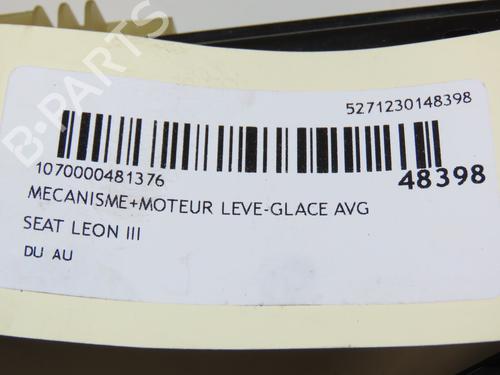 B-PARTS
5271230148398
1070000481376
48398
MECANISME+MOTEUR LEVE-GLACE AVG
SEAT LEON III
DU AU